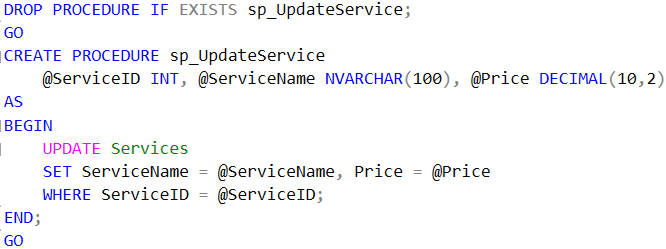 DROP PROCEDURE IF EXISTS sp_UpdateService;
GO
CREATE PROCEDURE sp_UpdateService
    @ServiceID INT, @ServiceName NVARCHAR(100), @Price DECIMAL(10,2)
AS
BEGIN
    UPDATE Services
    SET ServiceName = @ServiceName, Price = @Price
    WHERE ServiceID = @ServiceID;
END;
GO